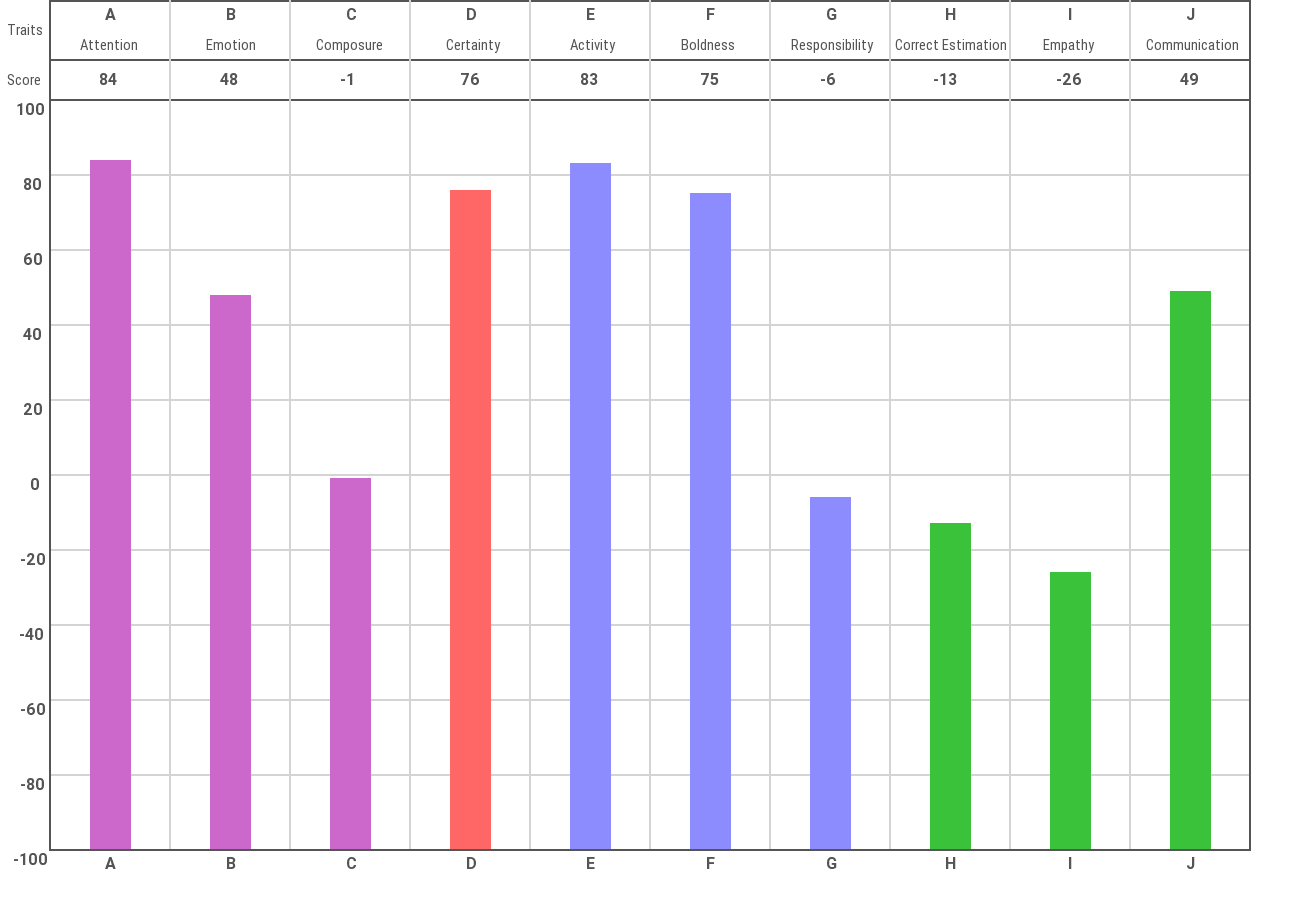 Traits
A B C D E F G H I J
Attention Emotion Composure Certainty Activity Boldness Responsibility Correct Estimation Empathy Communication
Score 84 48 -1 76 83 75 -6 -13 -26 49
100
80
60
40
20
0
-20
-40
-60
-80
-100
A B C D E F G H I J